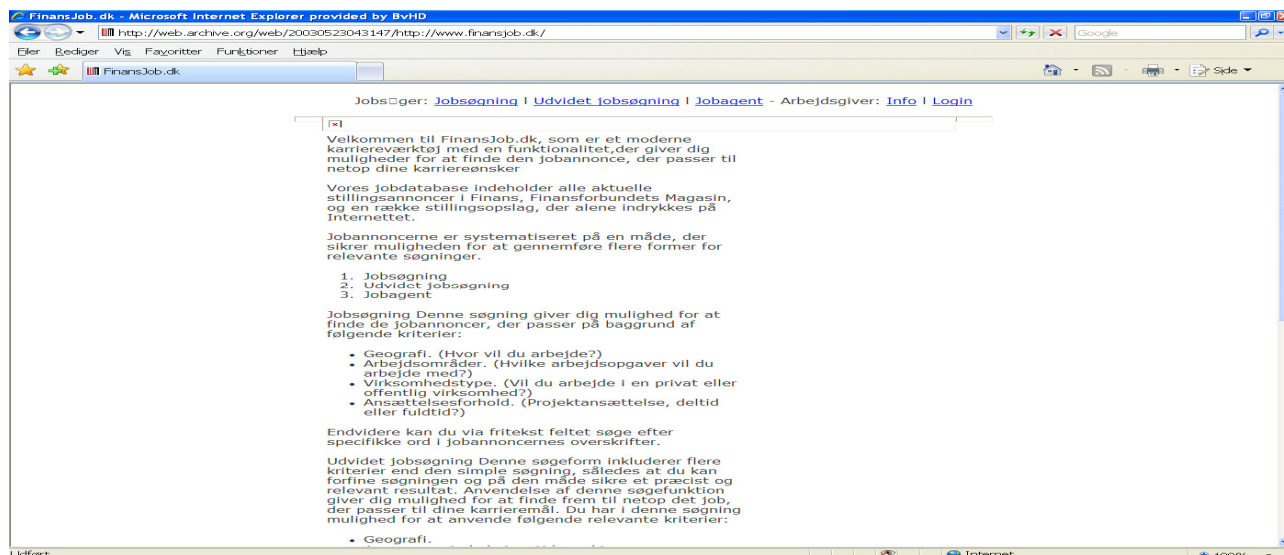 FinansJob.dk - Microsoft Internet Explorer provided by BvHD
http://web.archive.org/web/20030523043147/http://www.finansjob.dk/
Google
Filer Rediger Vis Favoritter Funktioner Hjælp
FinansJob.dk
Side
Jobs▯ger: Jobsøgning | Udvidet jobsøgning | Jobagent - Arbejdsgiver: Info | Login
Velkommen til FinansJob.dk, som er et moderne
karriereværktøj med en funktionalitet,der giver dig
muligheder for at finde den jobannonce, der passer til
netop dine karriereønsker
Vores jobdatabase indeholder alle aktuelle
stillingsannoncer i Finans, Finansforbundets Magasin,
og en række stillingsopslag, der alene indrykkes på
Internettet.
Jobannoncerne er systematiseret på en måde, der
sikrer muligheden for at gennemføre flere former for
relevante søgninger.
1. Jobsøgning
2. Udvidet jobsøgning
3. Jobagent
Jobsøgning Denne søgning giver dig mulighed for at
finde de jobannoncer, der passer på baggrund af
følgende kriterier:
• Geografi. (Hvor vil du arbejde?)
• Arbejdsområder. (Hvilke arbejdsopgaver vil du
arbejde med?)
• Virksomhedstype. (Vil du arbejde i en privat eller
offentlig virksomhed?)
• Ansættelsesforhold. (Projektansættelse, deltid
eller fuldtid?)
Endvidere kan du via fritekst feltet søge efter
specifikke ord i jobannoncernes overskrifter.
Udvidet jobsøgning Denne søgeform inkluderer flere
kriterier end den simple søgning, således at du kan
forfine søgningen og på den måde sikre et præcist og
relevant resultat. Anvendelse af denne søgefunktion
giver dig mulighed for at finde frem til netop det job,
der passer til dine karrieremål. Du har i denne søgning
mulighed for at anvende følgende relevante kriterier:
• Geografi.
Udført Internet 100%